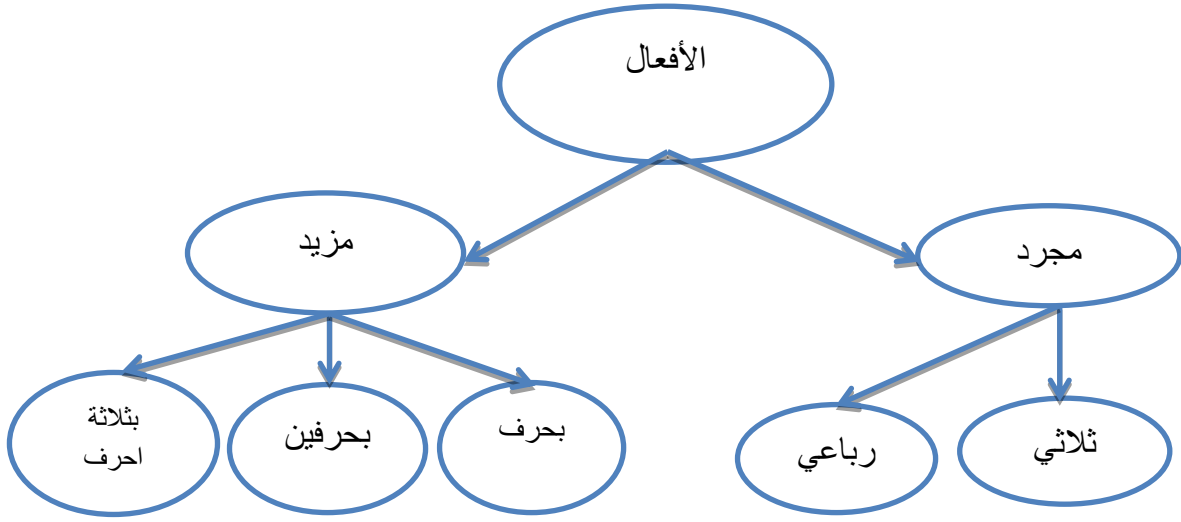 الأفعال
مجرد
مزيد
ثلاثي
رباعي
بحرف
بحرفين
بثلاثة
احرف